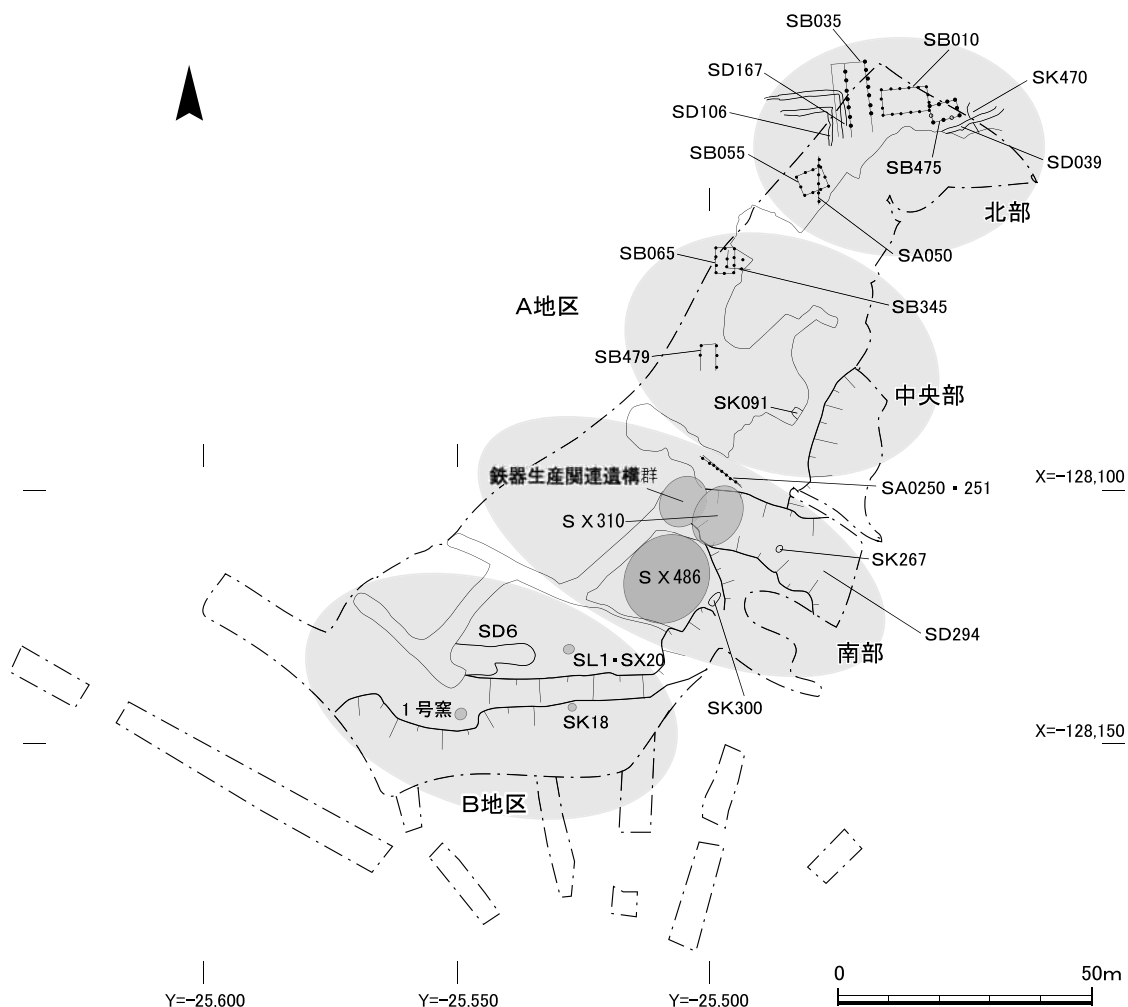 SB035
SB010
SD167
SK470
SD106
SB055
SB475
SD039
北部
SA050
SB065
SB345
A地区
SB479
SK091
中央部
鉄器生産関連遺構群
SA0250・251
X=-128,100
SX310
SK267
SX486
SD294
SD6
SL1・SX20
南部
1号窯
SK18
SK300
X=-128,150
B地区
0
50m
Y=-25.600
Y=-25.550
Y=-25.500